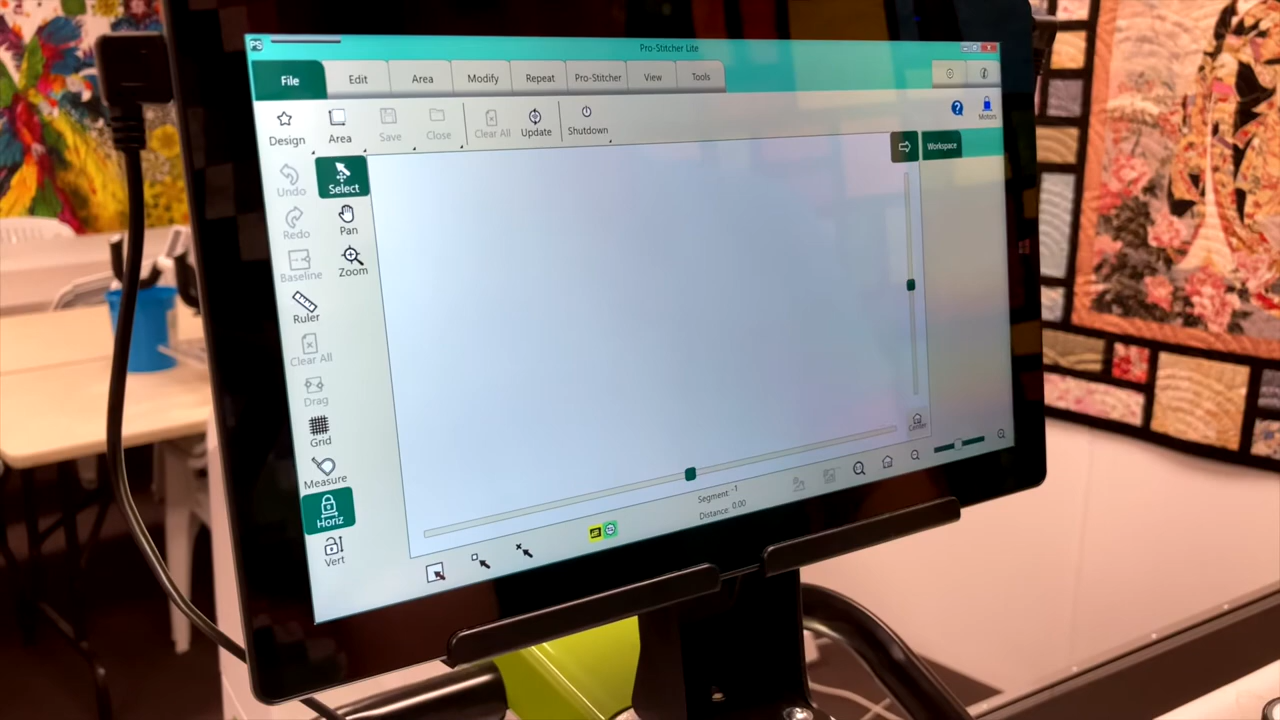 PS
Pro-Stitcher Lite
File
Edit
Area
Modify
Repeat
Pro-Stitcher
View
Tools
Design
Area
Save
Close
Clear All
Update
Shutdown
?
Motors
Undo
Select
Workspace
Redo
Pan
Baseline
Zoom
Ruler
Clear All
Drag
Grid
Measure
Horiz
Vert
Center
Segment: -1
Distance: 0.00